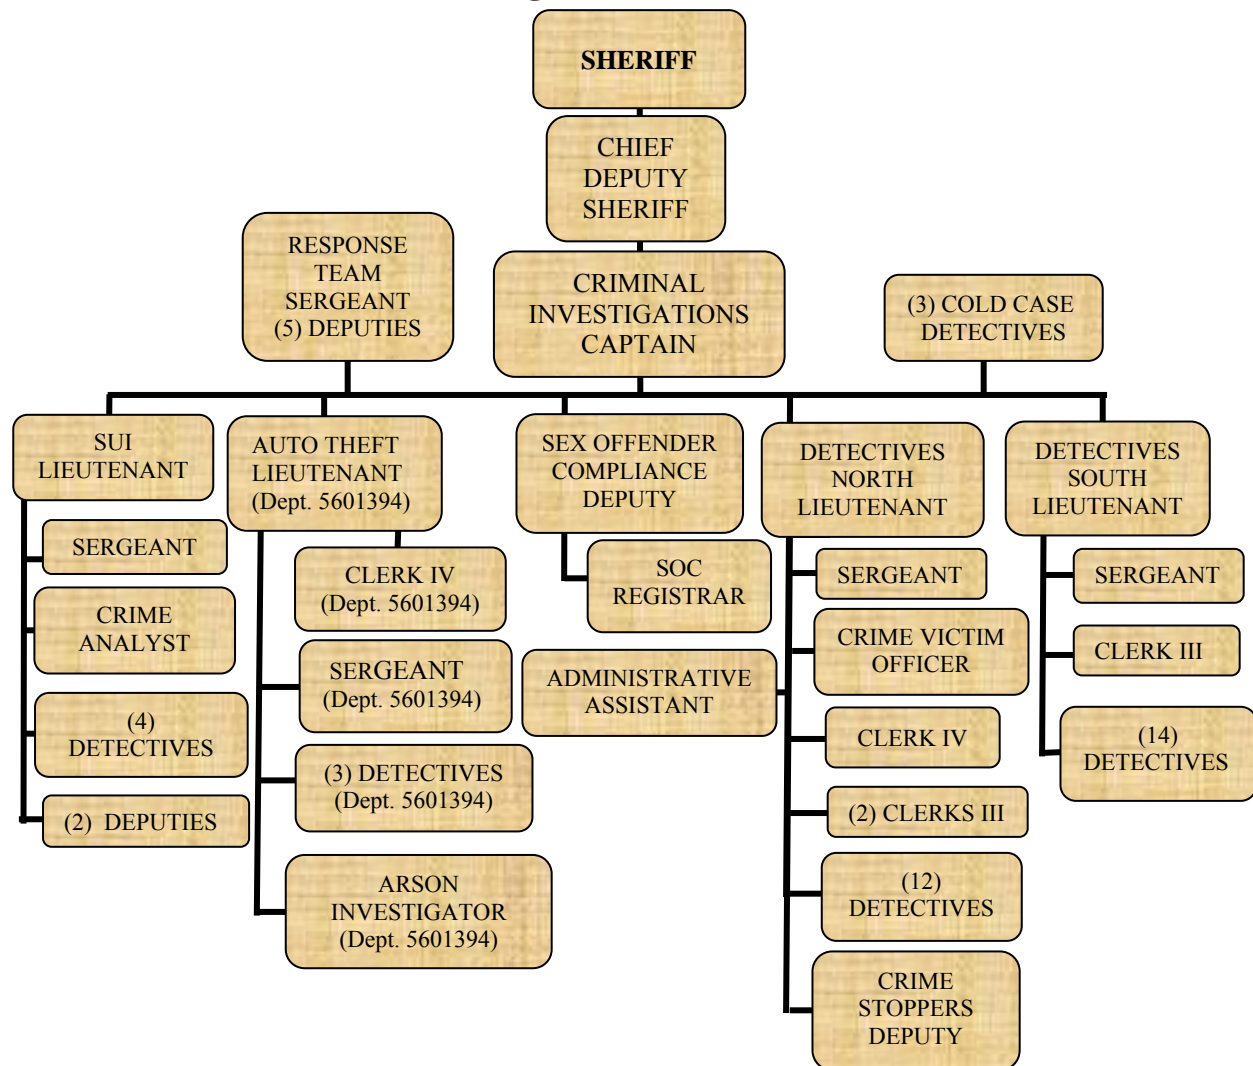 SHERIFF
CHIEF
DEPUTY
SHERIFF
RESPONSE
TEAM
SERGEANT
(5) DEPUTIES
CRIMINAL
INVESTIGATIONS
CAPTAIN
(3) COLD CASE
DETECTIVES
SUI
LIEUTENANT
SERGEANT
CRIME
ANALYST
(4)
DETECTIVES
(2) DEPUTIES
AUTO THEFT
LIEUTENANT
(Dept. 5601394)
CLERK IV
(Dept. 5601394)
SERGEANT
(Dept. 5601394)
(3) DETECTIVES
(Dept. 5601394)
ARSON
INVESTIGATOR
(Dept. 5601394)
SEX OFFENDER
COMPLIANCE
DEPUTY
SOC
REGISTRAR
DETECTIVES
NORTH
LIEUTENANT
ADMINISTRATIVE
ASSISTANT
SERGEANT
CRIME VICTIM
OFFICER
CLERK IV
(2) CLERKS III
(12)
DETECTIVES
CRIME
STOPPERS
DEPUTY
DETECTIVES
SOUTH
LIEUTENANT
SERGEANT
CLERK III
(14)
DETECTIVES